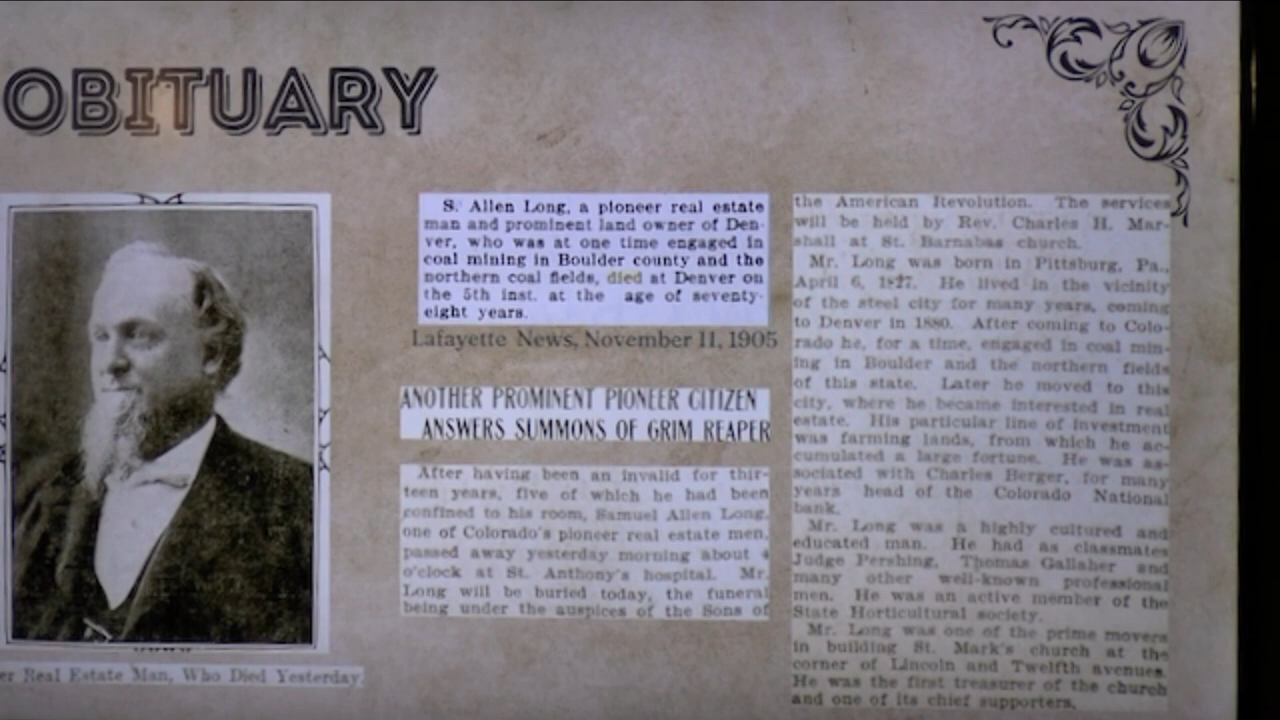 OBITUARY
S. Allen Long, a pioneer real estate
man and prominent land owner of Den-
ver, who was at one time engaged in
coal mining in Boulder county and the
northern coal fields, died at Denver on
the 5th inst. at the age of seventy-
eight years.
Lafayette News, November 11, 1905
ANOTHER PROMINENT PIONEER CITIZEN
ANSWERS SUMMONS OF GRIM REAPER
After having been an invalid for thir-
teen years, five of which he had been
confined to his room, Samuel Allen Long,
one of Colorado's pioneer real estate men,
passed away yesterday morning about 4
o'clock at St. Anthony's hospital. Mr.
Long will be buried today, the funeral
being under the auspices of the Sons of
the American Revolution. The services
will be held by Rev. Charles H. Mar-
shall at St. Barnabas church.
Mr. Long was born in Pittsburg, Pa.,
April 6, 1827. He lived in the vicinity
of the steel city for many years, coming
to Denver in 1880. After coming to Colo-
rado he, for a time, engaged in coal min-
ing in Boulder and the northern fields
of this state. Later he moved to this
city, where he became interested in real
estate. His particular line of investment
was farming lands, from which he ac-
cumulated a large fortune. He was as-
sociated with Charles Berger, for many
years head of the Colorado National
bank.
Mr. Long was a highly cultured and
educated man. He had as classmates
Judge Pershing, Thomas Gallaher and
many other well-known professional
men. He was an active member of the
State Horticultural society.
Mr. Long was one of the prime movers
in building St. Mark's church at the
corner of Lincoln and Twelfth avenues.
He was the first treasurer of the church
and one of its chief supporters.
er Real Estate Man, Who Died Yesterday.